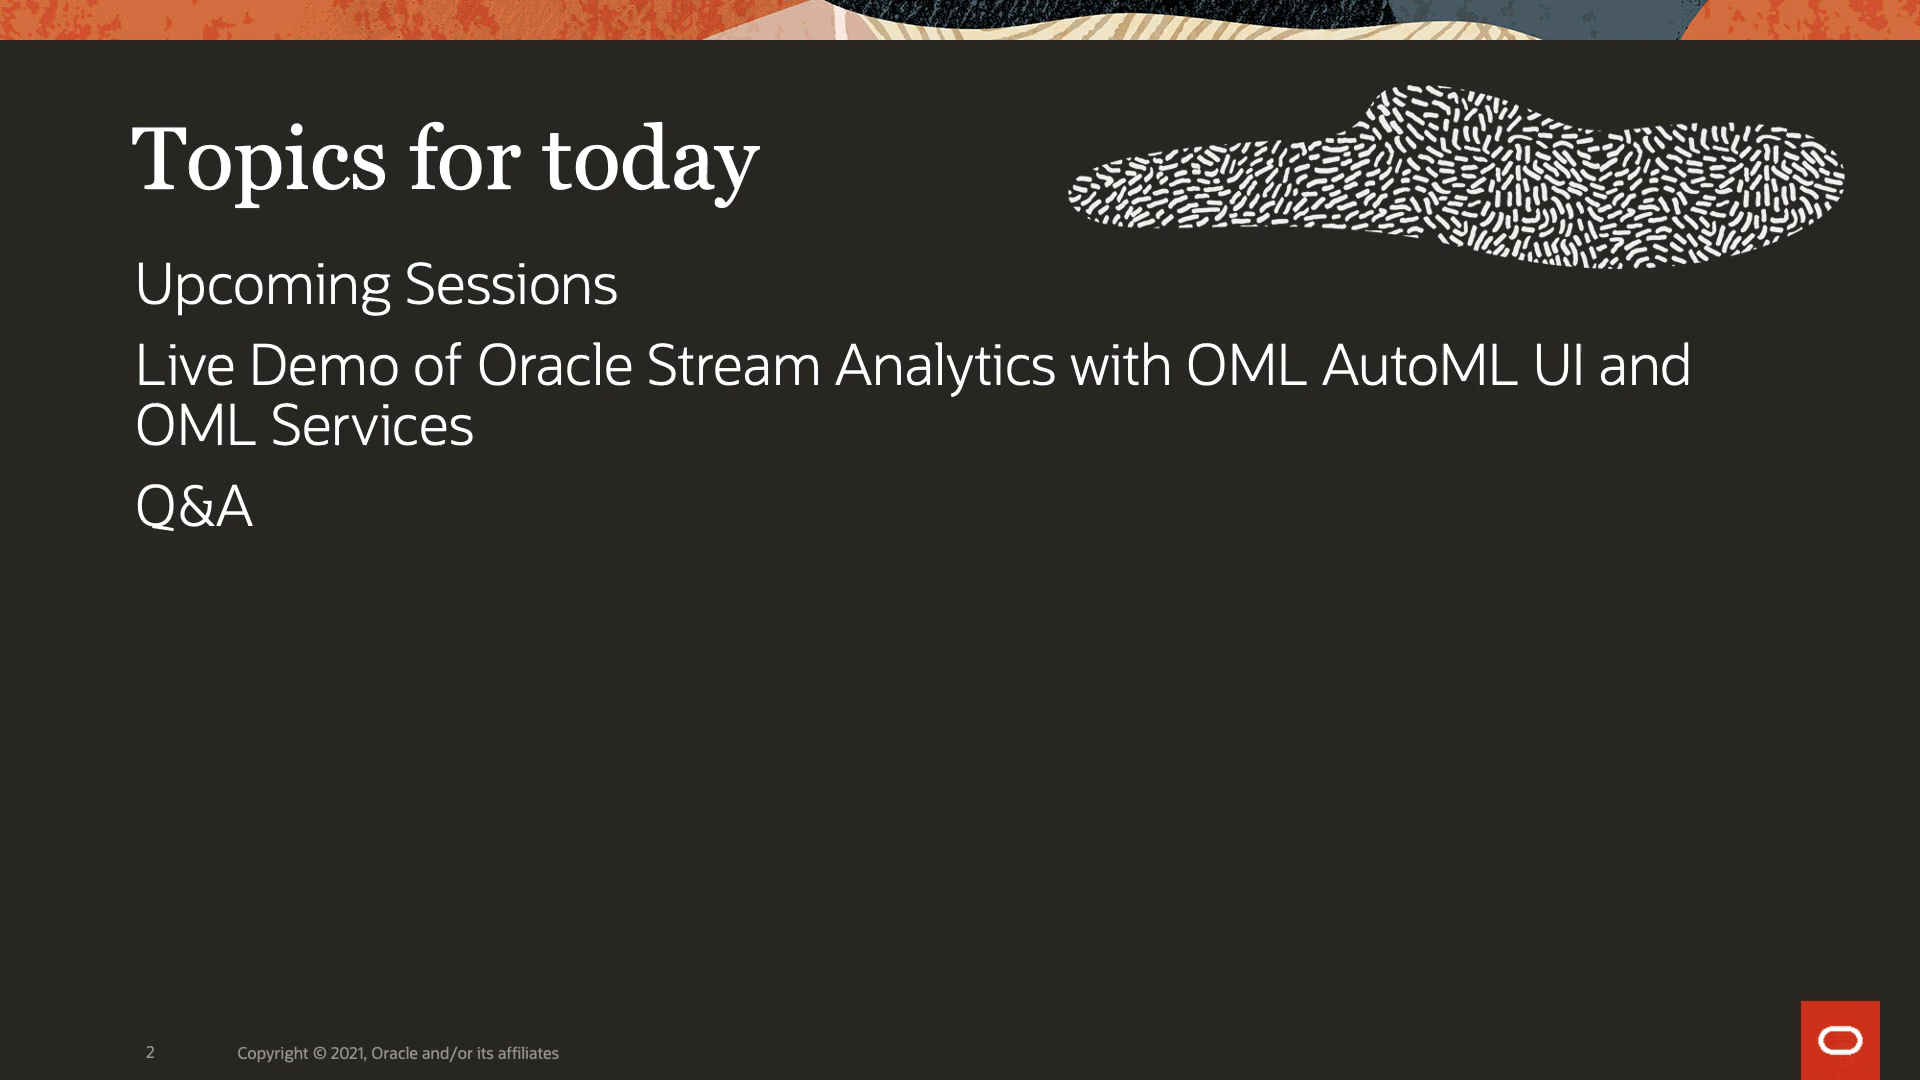 Topics for today
Upcoming Sessions
Live Demo of Oracle Stream Analytics with OML AutoML UI and
OML Services
Q&A
2
Copyright © 2021, Oracle and/or its affiliates